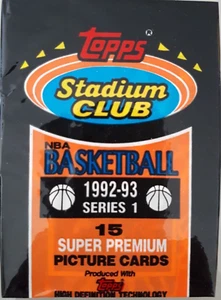 Topps ®
Stadium
CLUB
NBA
BASKETBALL
1992-93
SERIES 1
15
SUPER PREMIUM
PICTURE CARDS
Produced With
Topps
HIGH DEFINITION TECHNOLOGY